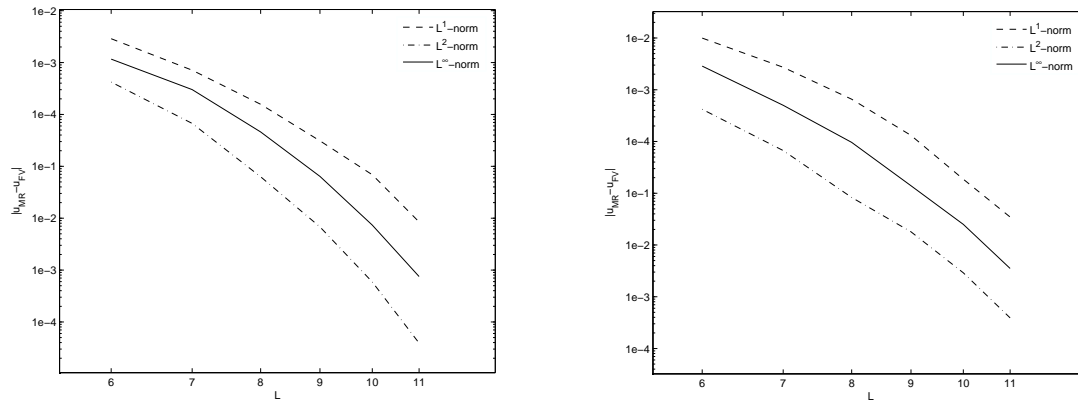 1e−2
1e−3
1e−4
1e−1
1e−2
1e−3
1e−4
|u_MR−u_FV|
6 7 8 9 10 11
L
L^1−norm
L^2−norm
L^∞−norm
1e−2
1e−3
1e−4
1e−1
1e−2
1e−3
1e−4
|u_MR−u_FV|
6 7 8 9 10 11
L
L^1−norm
L^2−norm
L^∞−norm